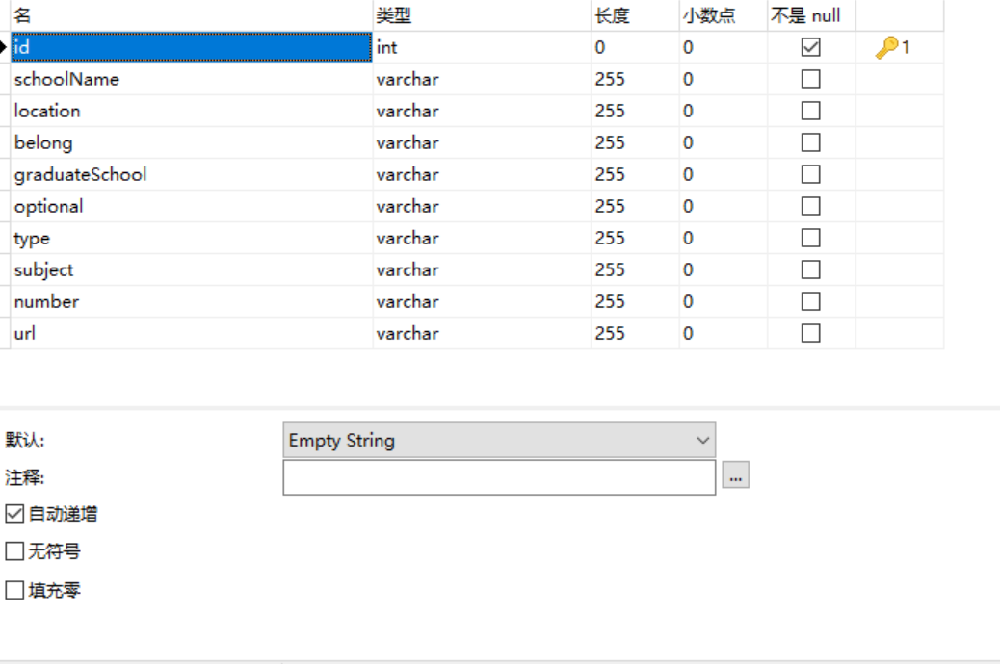 名 类型 长度 小数点 不是 null
id int 0 0 1
schoolName varchar 255 0
location varchar 255 0
belong varchar 255 0
graduateSchool varchar 255 0
optional varchar 255 0
type varchar 255 0
subject varchar 255 0
number varchar 255 0
url varchar 255 0
默认: Empty String
注释: ...
自动递增
无符号
填充零